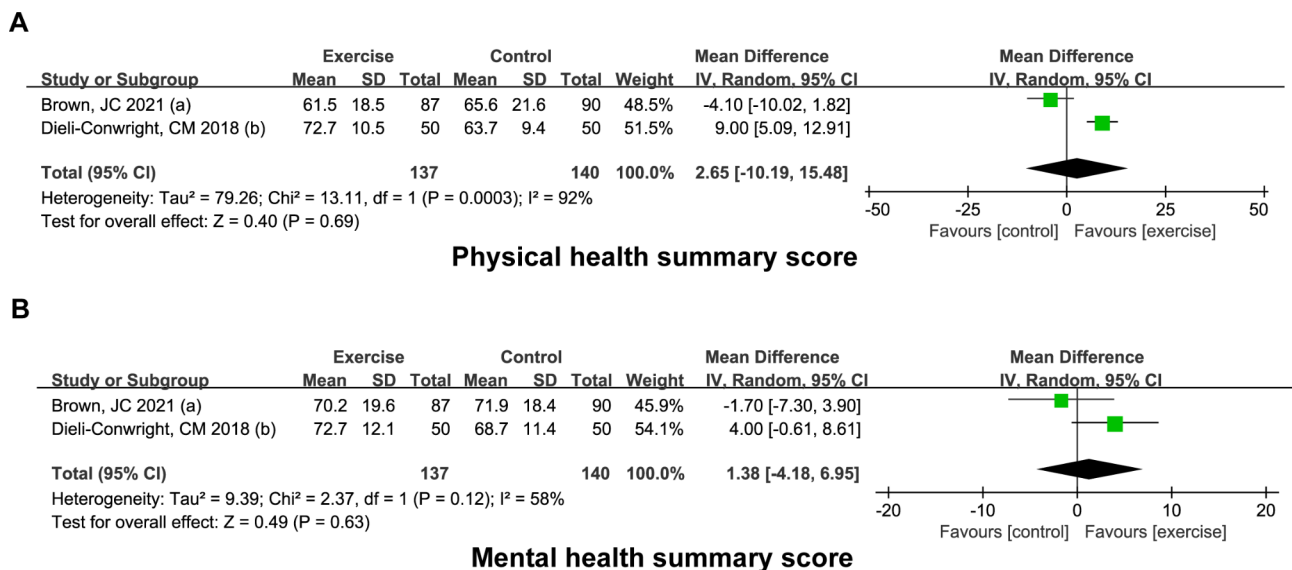 A
Exercise Control Mean Difference Mean Difference
Study or Subgroup Mean SD Total Mean SD Total Weight IV, Random, 95% CI IV, Random, 95% CI
Brown, JC 2021 (a) 61.5 18.5 87 65.6 21.6 90 48.5% -4.10 [-10.02, 1.82]
Dieli-Conwright, CM 2018 (b) 72.7 10.5 50 63.7 9.4 50 51.5% 9.00 [5.09, 12.91]
Total (95% CI) 137 140 100.0% 2.65 [-10.19, 15.48]
Heterogeneity: Tau² = 79.26; Chi² = 13.11, df = 1 (P = 0.0003); I² = 92%
Test for overall effect: Z = 0.40 (P = 0.69)
-50 -25 0 25 50
Favours [control] Favours [exercise]
Physical health summary score
B
Exercise Control Mean Difference Mean Difference
Study or Subgroup Mean SD Total Mean SD Total Weight IV, Random, 95% CI IV, Random, 95% CI
Brown, JC 2021 (a) 70.2 19.6 87 71.9 18.4 90 45.9% -1.70 [-7.30, 3.90]
Dieli-Conwright, CM 2018 (b) 72.7 12.1 50 68.7 11.4 50 54.1% 4.00 [-0.61, 8.61]
Total (95% CI) 137 140 100.0% 1.38 [-4.18, 6.95]
Heterogeneity: Tau² = 9.39; Chi² = 2.37, df = 1 (P = 0.12); I² = 58%
Test for overall effect: Z = 0.49 (P = 0.63)
-20 -10 0 10 20
Favours [control] Favours [exercise]
Mental health summary score